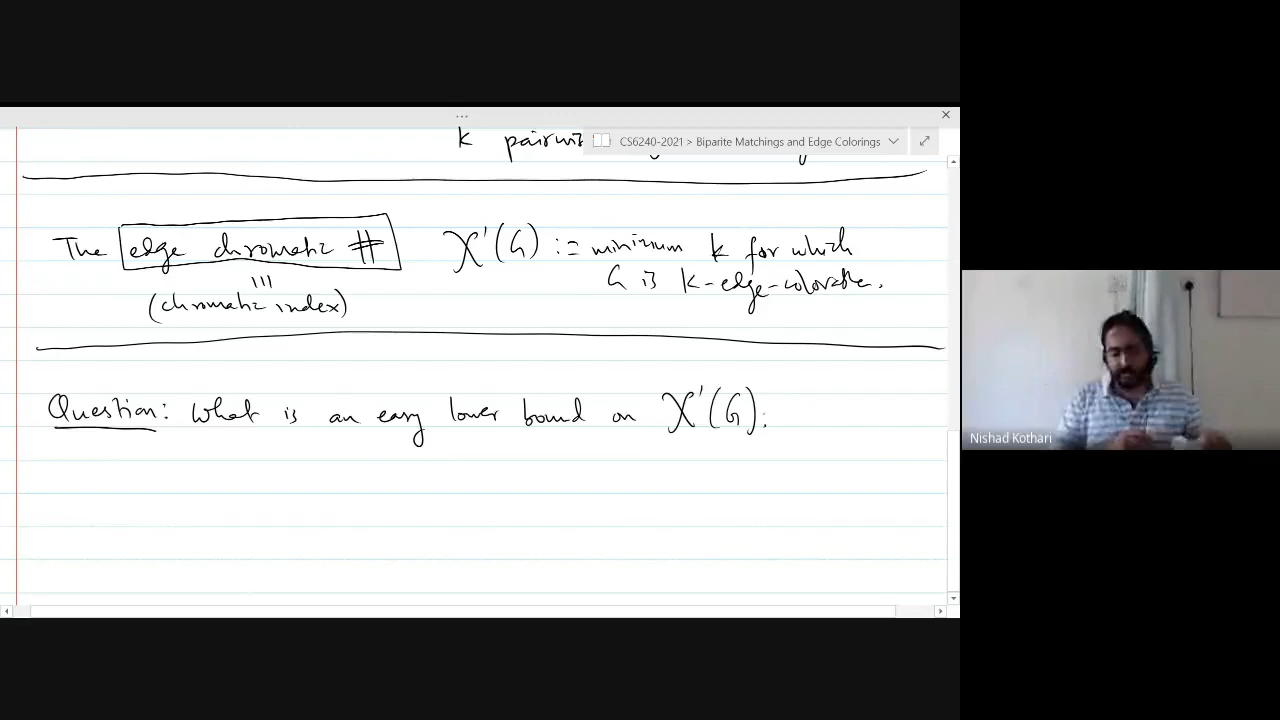 k pairwi
CS6240-2021 > Biparite Matchings and Edge Colorings
The edge chromatic # χ'(G) := minimum k for which
G is k-edge-colorable.
≡
(chromatic index)
Question: What is an easy lower bound on χ'(G):
Nishad Kothari